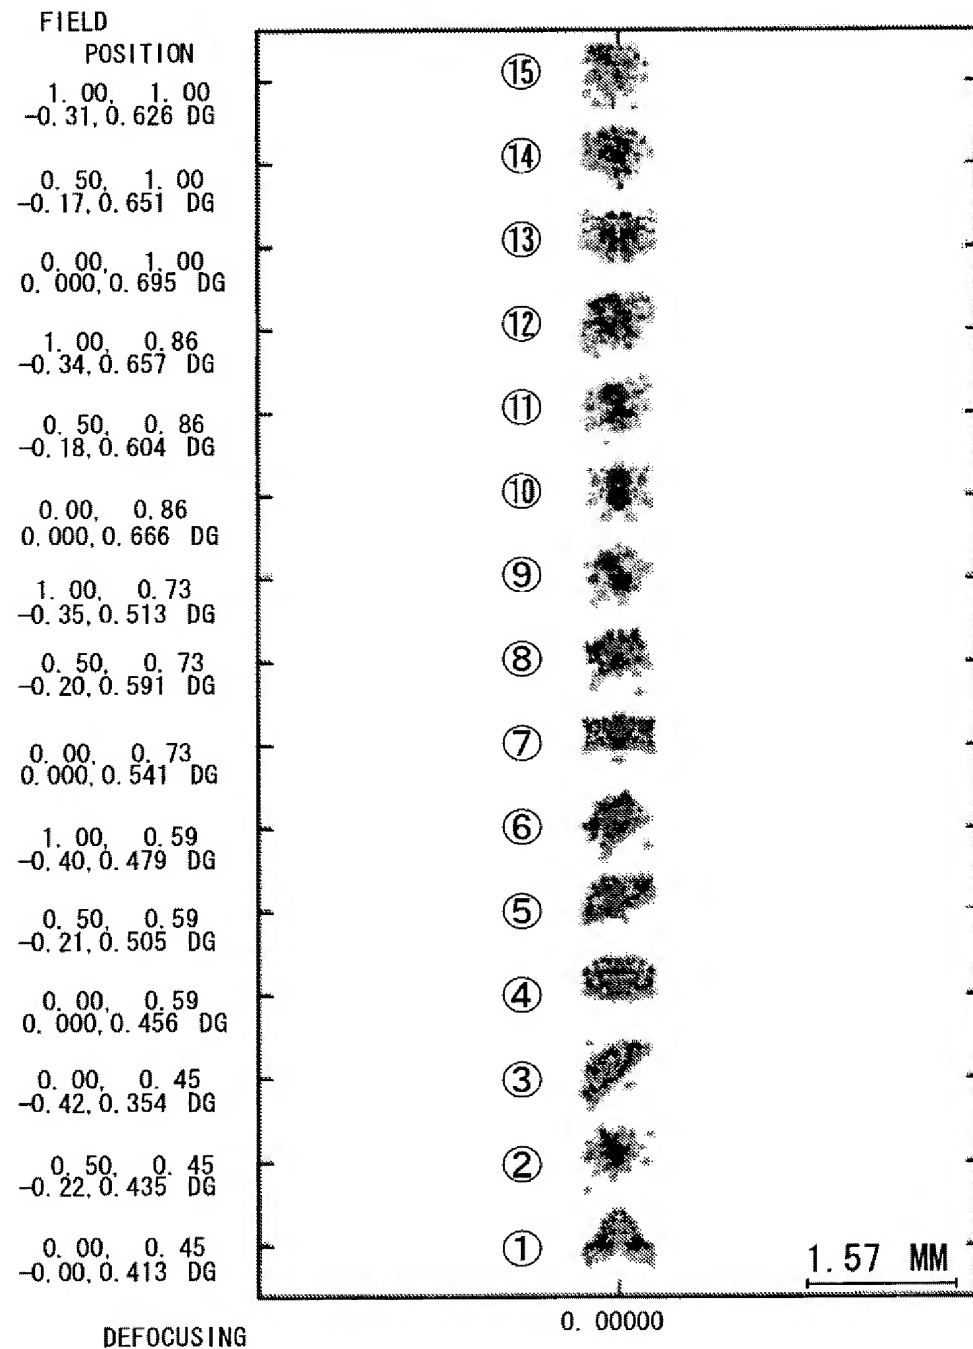 FIELD
POSITION
⑮
1. 00, 1. 00
-0. 31, 0. 626 DG
⑭
0. 50, 1. 00
-0. 17, 0. 651 DG
⑬
0. 00, 1. 00
0. 000, 0. 695 DG
⑫
1. 00, 0. 86
-0. 34, 0. 657 DG
⑪
0. 50, 0. 86
-0. 18, 0. 604 DG
⑩
0. 00, 0. 86
0. 000, 0. 666 DG
⑨
1. 00, 0. 73
-0. 35, 0. 513 DG
⑧
0. 50, 0. 73
-0. 20, 0. 591 DG
⑦
0. 00, 0. 73
0. 000, 0. 541 DG
⑥
1. 00, 0. 59
-0. 40, 0. 479 DG
⑤
0. 50, 0. 59
-0. 21, 0. 505 DG
④
0. 00, 0. 59
0. 000, 0. 456 DG
③
0. 00, 0. 45
-0. 42, 0. 354 DG
②
0. 50, 0. 45
-0. 22, 0. 435 DG
①
0. 00, 0. 45
-0. 00, 0. 413 DG
1. 57 MM
0. 00000
DEFOCUSING